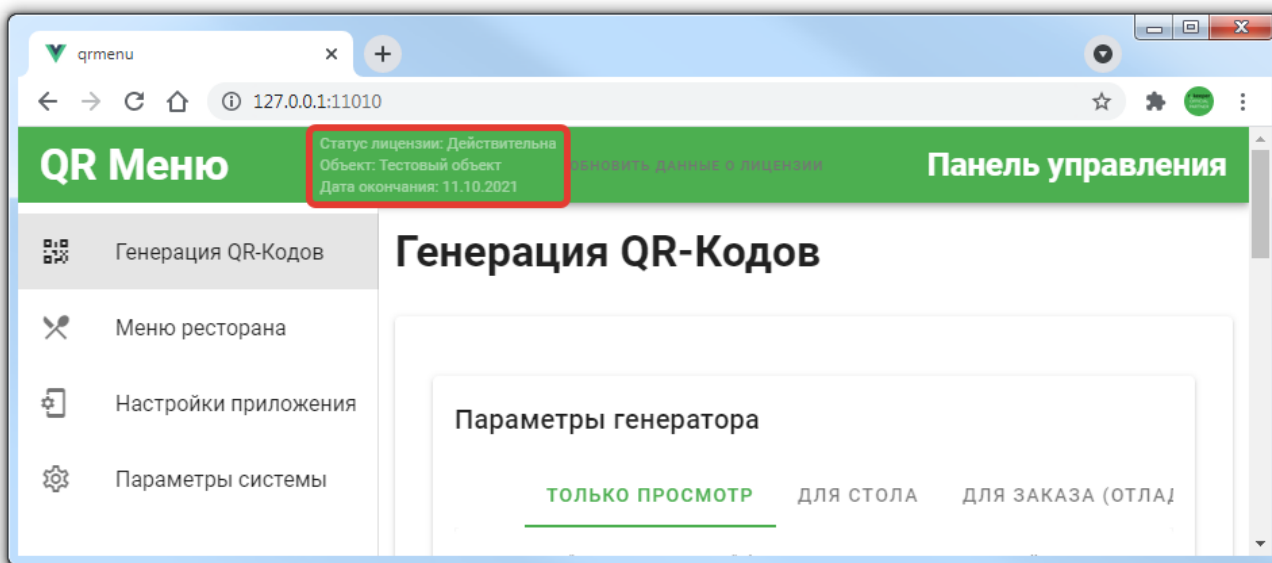 qrmenu
127.0.0.1:11010
QR Меню
Статус лицензии: Действительна
Объект: Тестовый объект
Дата окончания: 11.10.2021
ОБНОВИТЬ ДАННЫЕ О ЛИЦЕНЗИИ
Панель управления
Генерация QR-Кодов
Меню ресторана
Настройки приложения
Параметры системы
Генерация QR-Кодов
Параметры генератора
ТОЛЬКО ПРОСМОТР
ДЛЯ СТОЛА
ДЛЯ ЗАКАЗА (ОТЛАД